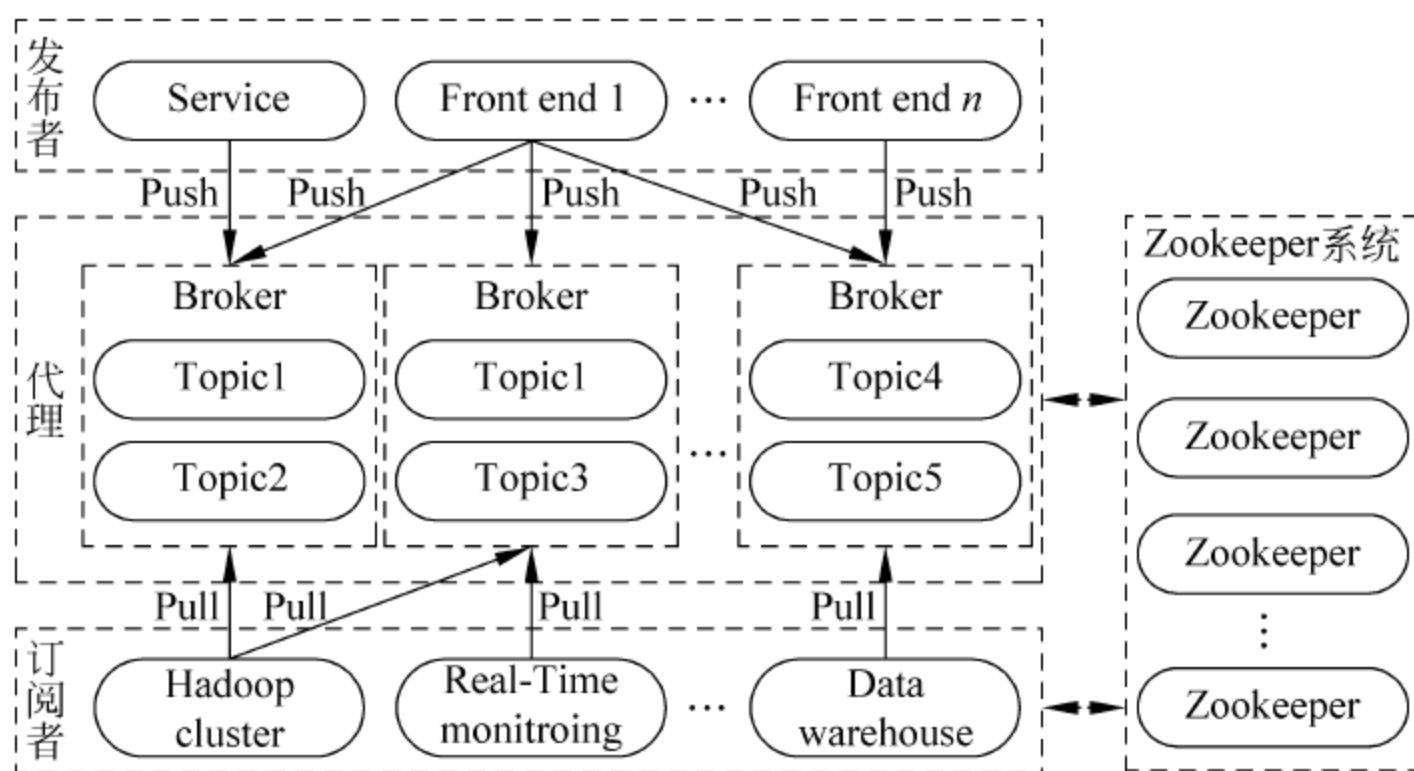 发布者
Service
Front end 1
…
Front end n
Push
Push
Push
Push
Push
代理
Broker
Topic1
Topic2
Broker
Topic1
Topic3
…
Broker
Topic4
Topic5
Pull
Pull
Pull
Pull
订阅者
Hadoop
cluster
Real-Time
monitroing
…
Data
warehouse
Zookeeper系统
Zookeeper
Zookeeper
Zookeeper
⋮
Zookeeper